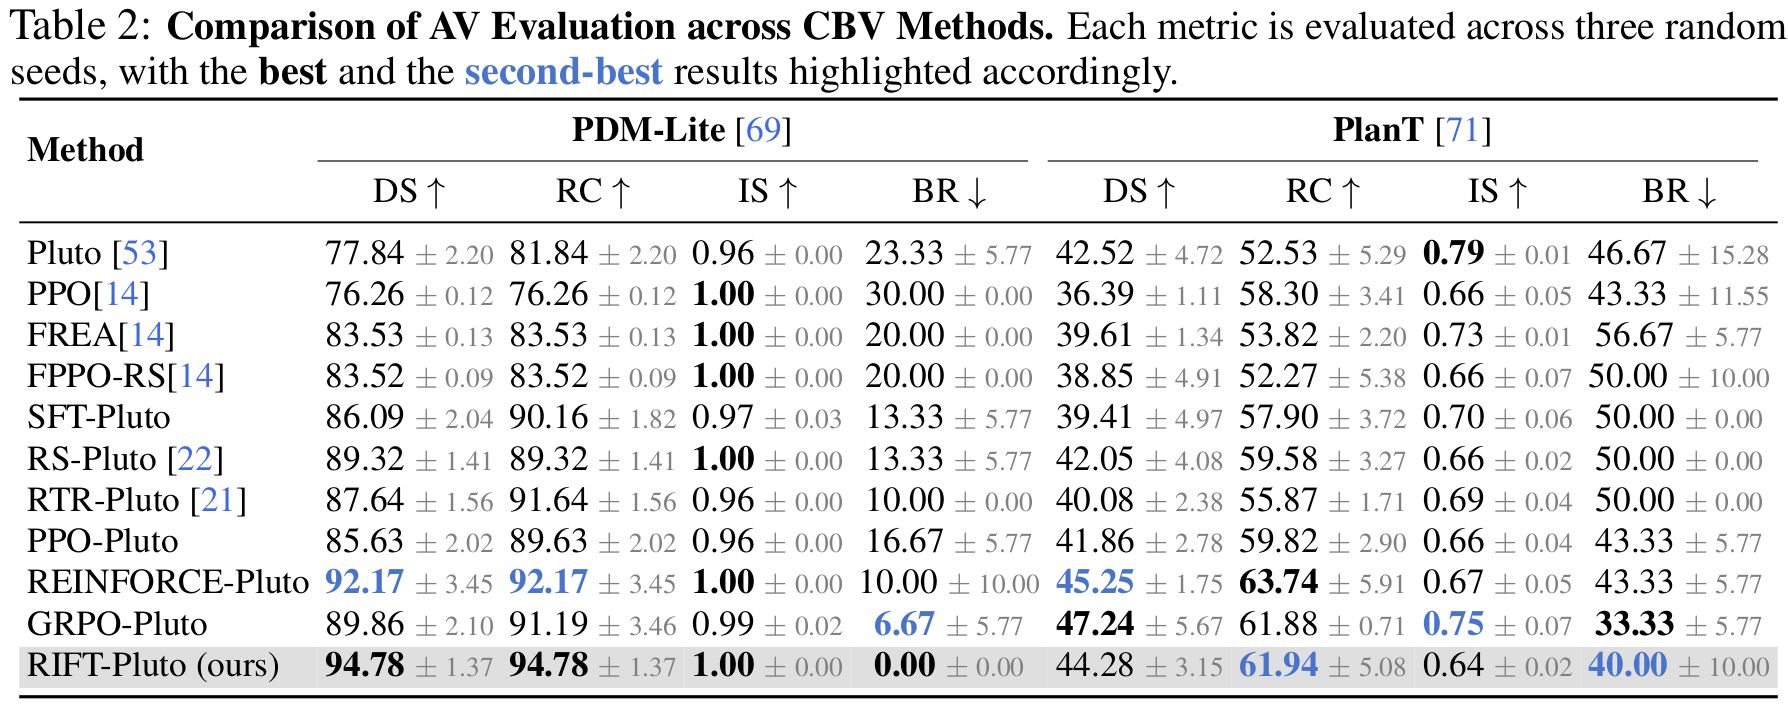 Table 2: Comparison of AV Evaluation across CBV Methods. Each metric is evaluated across three random
seeds, with the best and the second-best results highlighted accordingly.
Method PDM-Lite [69] PlanT [71]
DS ↑ RC ↑ IS ↑ BR ↓ DS ↑ RC ↑ IS ↑ BR ↓
Pluto [53] 77.84 ± 2.20 81.84 ± 2.20 0.96 ± 0.00 23.33 ± 5.77 42.52 ± 4.72 52.53 ± 5.29 0.79 ± 0.01 46.67 ± 15.28
PPO[14] 76.26 ± 0.12 76.26 ± 0.12 1.00 ± 0.00 30.00 ± 0.00 36.39 ± 1.11 58.30 ± 3.41 0.66 ± 0.05 43.33 ± 11.55
FREA[14] 83.53 ± 0.13 83.53 ± 0.13 1.00 ± 0.00 20.00 ± 0.00 39.61 ± 1.34 53.82 ± 2.20 0.73 ± 0.01 56.67 ± 5.77
FPPO-RS[14] 83.52 ± 0.09 83.52 ± 0.09 1.00 ± 0.00 20.00 ± 0.00 38.85 ± 4.91 52.27 ± 5.38 0.66 ± 0.07 50.00 ± 10.00
SFT-Pluto 86.09 ± 2.04 90.16 ± 1.82 0.97 ± 0.03 13.33 ± 5.77 39.41 ± 4.97 57.90 ± 3.72 0.70 ± 0.06 50.00 ± 0.00
RS-Pluto [22] 89.32 ± 1.41 89.32 ± 1.41 1.00 ± 0.00 13.33 ± 5.77 42.05 ± 4.08 59.58 ± 3.27 0.66 ± 0.02 50.00 ± 0.00
RTR-Pluto [21] 87.64 ± 1.56 91.64 ± 1.56 0.96 ± 0.00 10.00 ± 0.00 40.08 ± 2.38 55.87 ± 1.71 0.69 ± 0.04 50.00 ± 0.00
PPO-Pluto 85.63 ± 2.02 89.63 ± 2.02 0.96 ± 0.00 16.67 ± 5.77 41.86 ± 2.78 59.82 ± 2.90 0.66 ± 0.04 43.33 ± 5.77
REINFORCE-Pluto 92.17 ± 3.45 92.17 ± 3.45 1.00 ± 0.00 10.00 ± 10.00 45.25 ± 1.75 63.74 ± 5.91 0.67 ± 0.05 43.33 ± 5.77
GRPO-Pluto 89.86 ± 2.10 91.19 ± 3.46 0.99 ± 0.02 6.67 ± 5.77 47.24 ± 5.67 61.88 ± 0.71 0.75 ± 0.07 33.33 ± 5.77
RIFT-Pluto (ours) 94.78 ± 1.37 94.78 ± 1.37 1.00 ± 0.00 0.00 ± 0.00 44.28 ± 3.15 61.94 ± 5.08 0.64 ± 0.02 40.00 ± 10.00